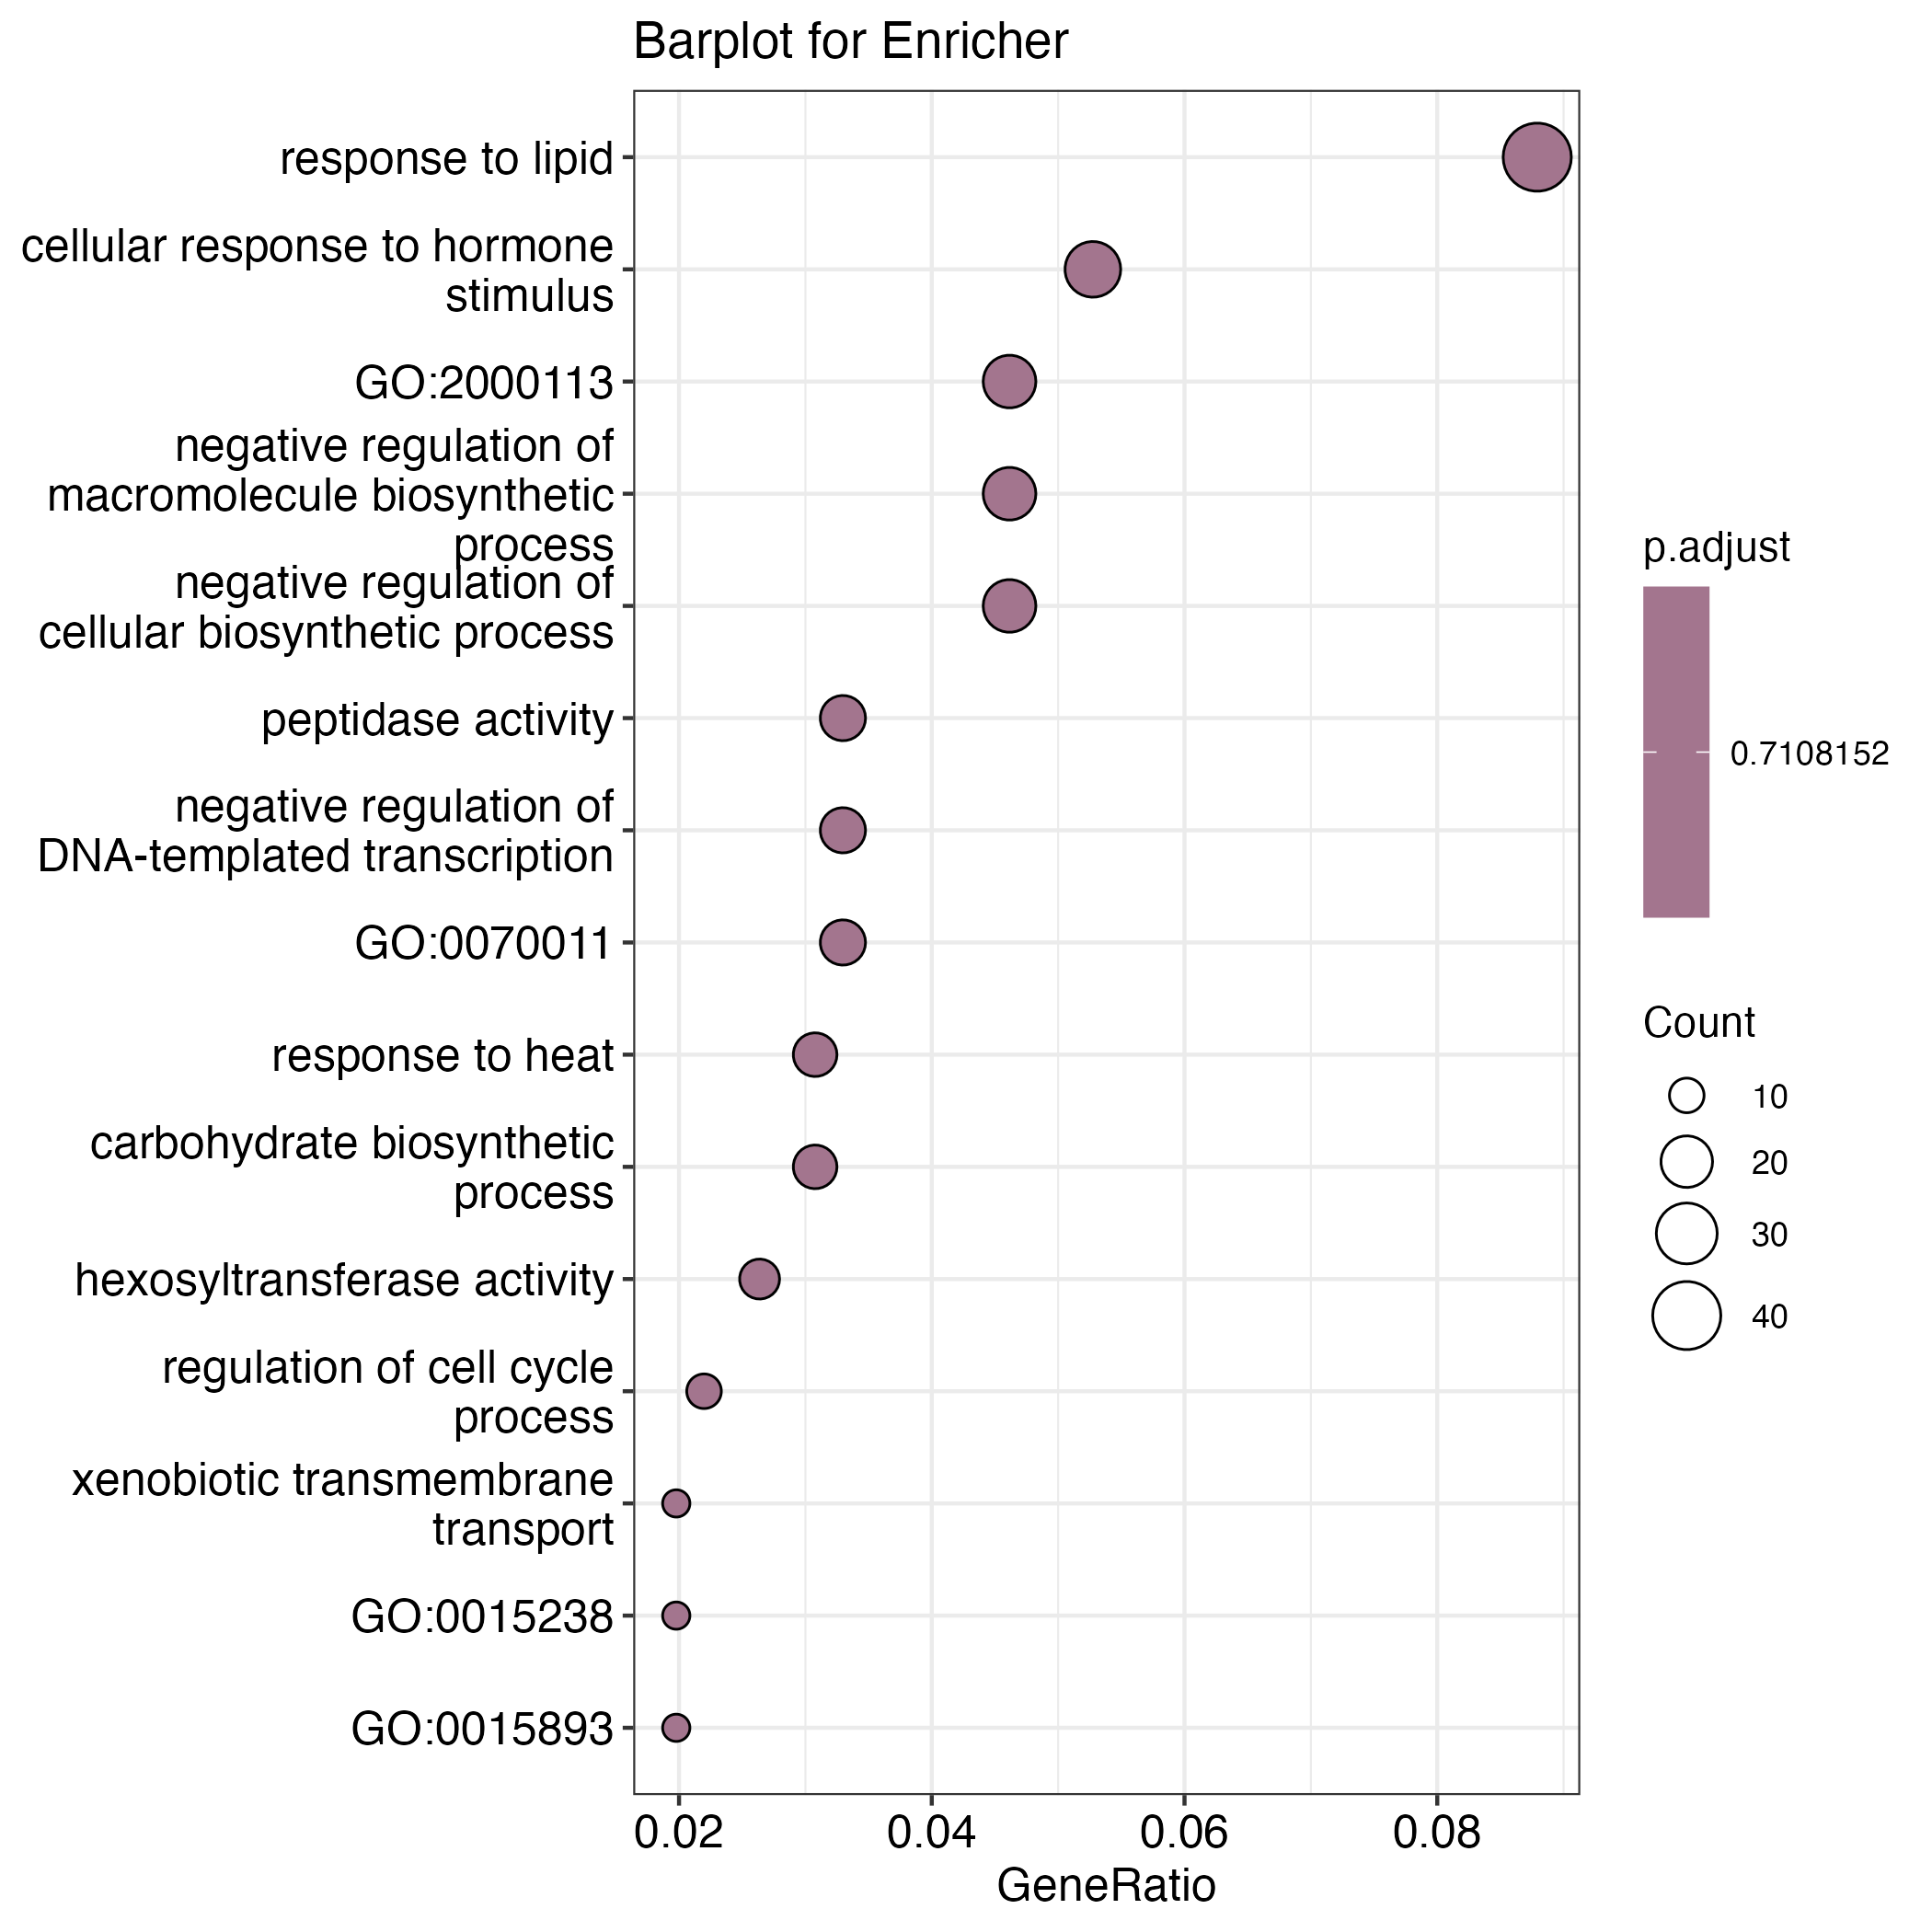 Barplot for Enricher
response to lipid
cellular response to hormone
stimulus
GO:2000113
negative regulation of
macromolecule biosynthetic
process
negative regulation of
cellular biosynthetic process
peptidase activity
negative regulation of
DNA-templated transcription
GO:0070011
response to heat
carbohydrate biosynthetic
process
hexosyltransferase activity
regulation of cell cycle
process
xenobiotic transmembrane
transport
GO:0015238
GO:0015893
0.02 0.04 0.06 0.08
GeneRatio
p.adjust
0.7108152
Count
10
20
30
40